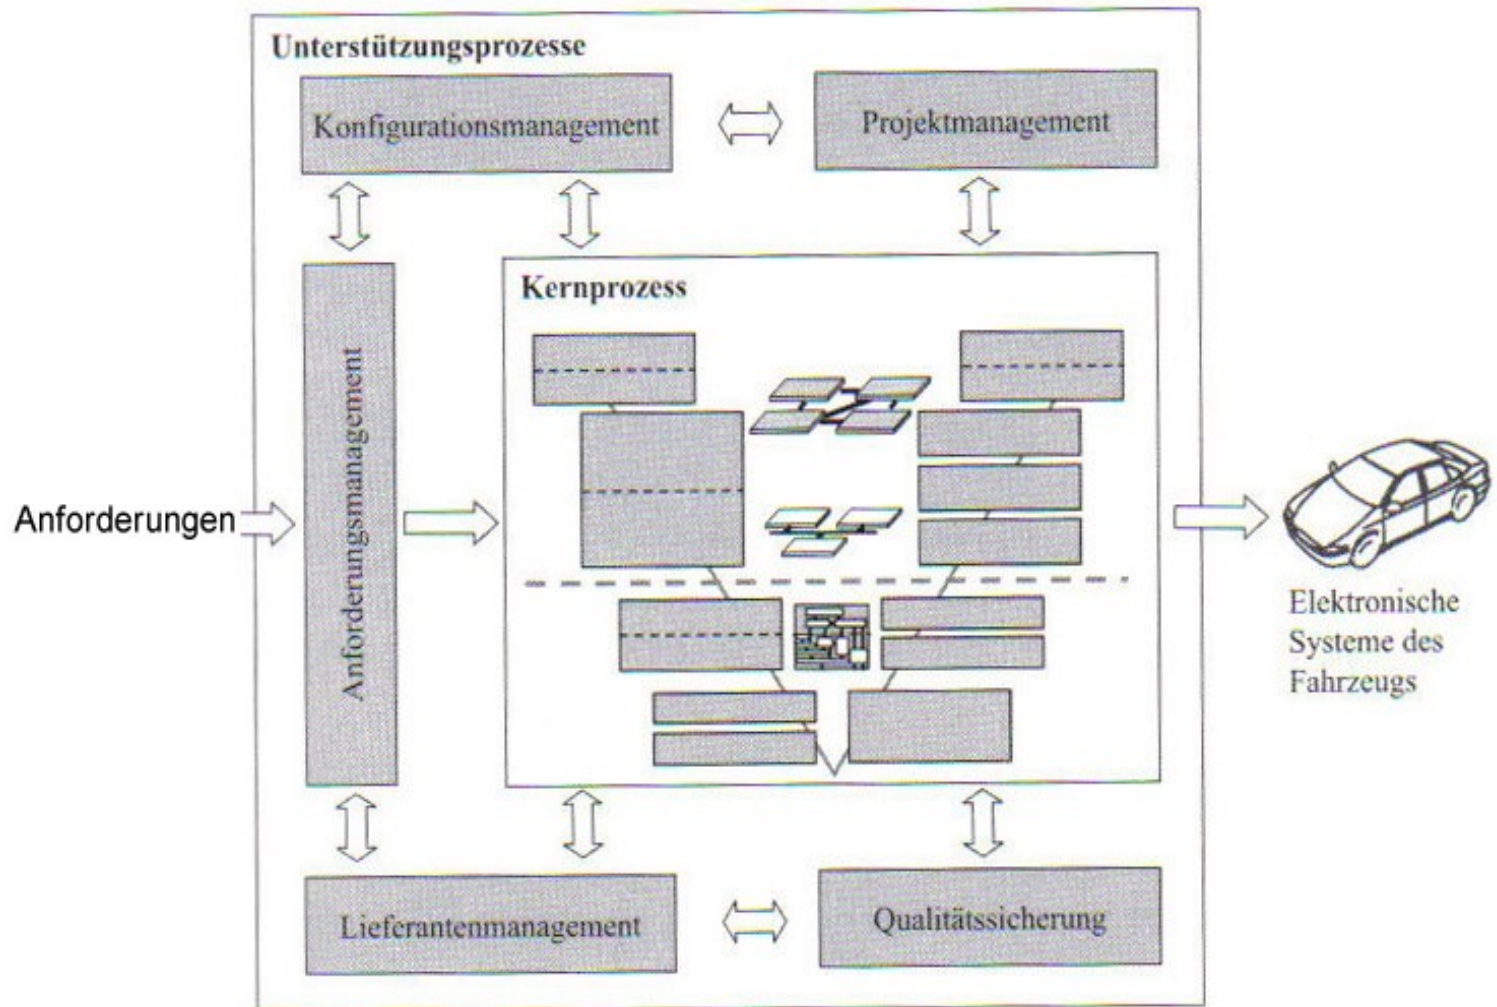 Unterstützungsprozesse
Konfigurationsmanagement
Projektmanagement
Kernprozess
Anforderungsmanagement
Anforderungen
Elektronische
Systeme des
Fahrzeugs
Lieferantenmanagement
Qualitätssicherung